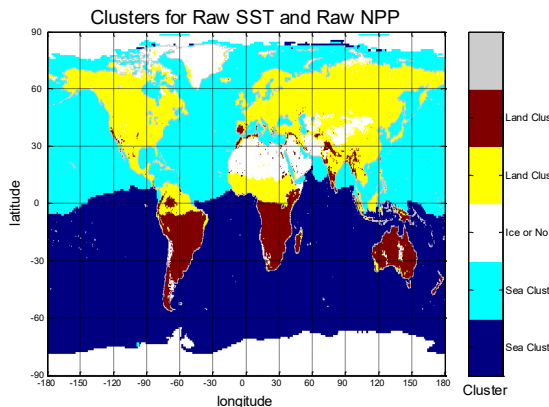 Clusters for Raw SST and Raw NPP
latitude
90
60
30
0
-30
-60
-90
-180 -150 -120 -90 -60 -30 0 30 60 90 120 150 180
longitude
Land Clus
Land Clus
Ice or No
Sea Clust
Sea Clust
Cluster